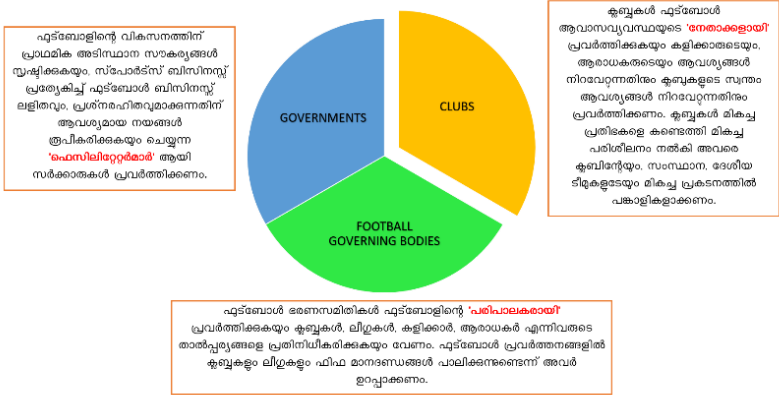 ഫുട്ബോളിന്റെ വികസനത്തിന്
പ്രാഥമിക അടിസ്ഥാന സൗകര്യങ്ങൾ
സൃഷ്ടിക്കുകയും, സ്പോർട്സ് ബിസിനസ്സ്
പ്രത്യേകിച്ച് ഫുട്ബോൾ ബിസിനസ്സ്
ലളിതവും, പ്രശ്നരഹിതവുമാക്കുന്നതിന്
ആവശ്യമായ നയങ്ങൾ
രൂപീകരിക്കുകയും ചെയ്യുന്ന
'ഫെസിലിറ്റേറ്റർമാർ' ആയി
സർക്കാരുകൾ പ്രവർത്തിക്കണം.
GOVERNMENTS
CLUBS
FOOTBALL
GOVERNING BODIES
ക്ലബ്ബുകൾ ഫുട്ബോൾ
ആവാസവ്യവസ്ഥയുടെ 'നേതാക്കളായി'
പ്രവർത്തിക്കുകയും കളിക്കാരുടെയും,
ആരാധകരുടെയും ആവശ്യങ്ങൾ
നിറവേറ്റുന്നതിനും ക്ലബുകളുടെ സ്വന്തം
ആവശ്യങ്ങൾ നിറവേറ്റുന്നതിനും
പ്രവർത്തിക്കണം. ക്ലബ്ബുകൾ മികച്ച
പ്രതിഭകളെ കണ്ടെത്തി മികച്ച
പരിശീലനം നൽകി അവരെ
ക്ലബിന്റേയും, സംസ്ഥാന, ദേശീയ
ടീമുകളുടേയും മികച്ച പ്രകടനത്തിൽ
പങ്കാളികളാക്കണം.
ഫുട്ബോൾ ഭരണസമിതികൾ ഫുട്ബോളിന്റെ 'പരിപാലകരായി'
പ്രവർത്തിക്കുകയും ക്ലബ്ബുകൾ, ലീഗുകൾ, കളിക്കാർ, ആരാധകർ എന്നിവരുടെ
താൽപ്പര്യങ്ങളെ പ്രതിനിധീകരിക്കുകയും വേണം. ഫുട്ബോൾ പ്രവർത്തനങ്ങളിൽ
ക്ലബ്ബുകളും ലീഗുകളും ഫിഫ മാനദണ്ഡങ്ങൾ പാലിക്കുന്നുണ്ടെന്ന് അവർ
ഉറപ്പാക്കണം.